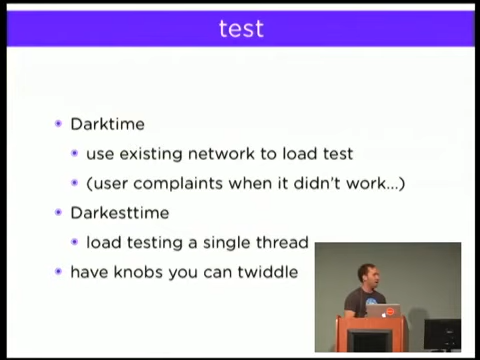 test
Darktime
use existing network to load test
(user complaints when it didn't work...)
Darkesttime
load testing a single thread
have knobs you can twiddle